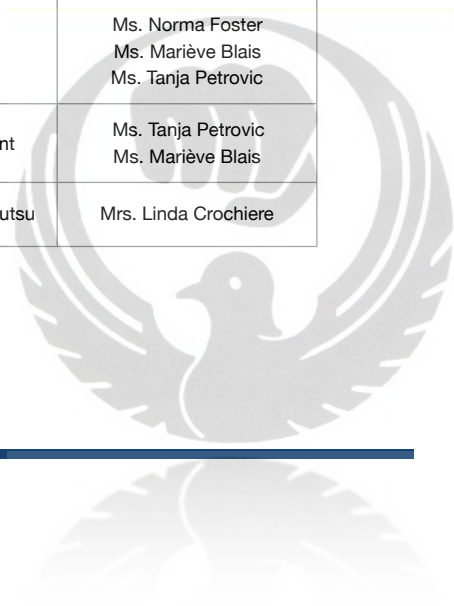 Ms. Norma Foster
Ms. Mariève Blais
Ms. Tanja Petrovic
nt
Ms. Tanja Petrovic
Ms. Mariève Blais
utsu
Mrs. Linda Crochiere